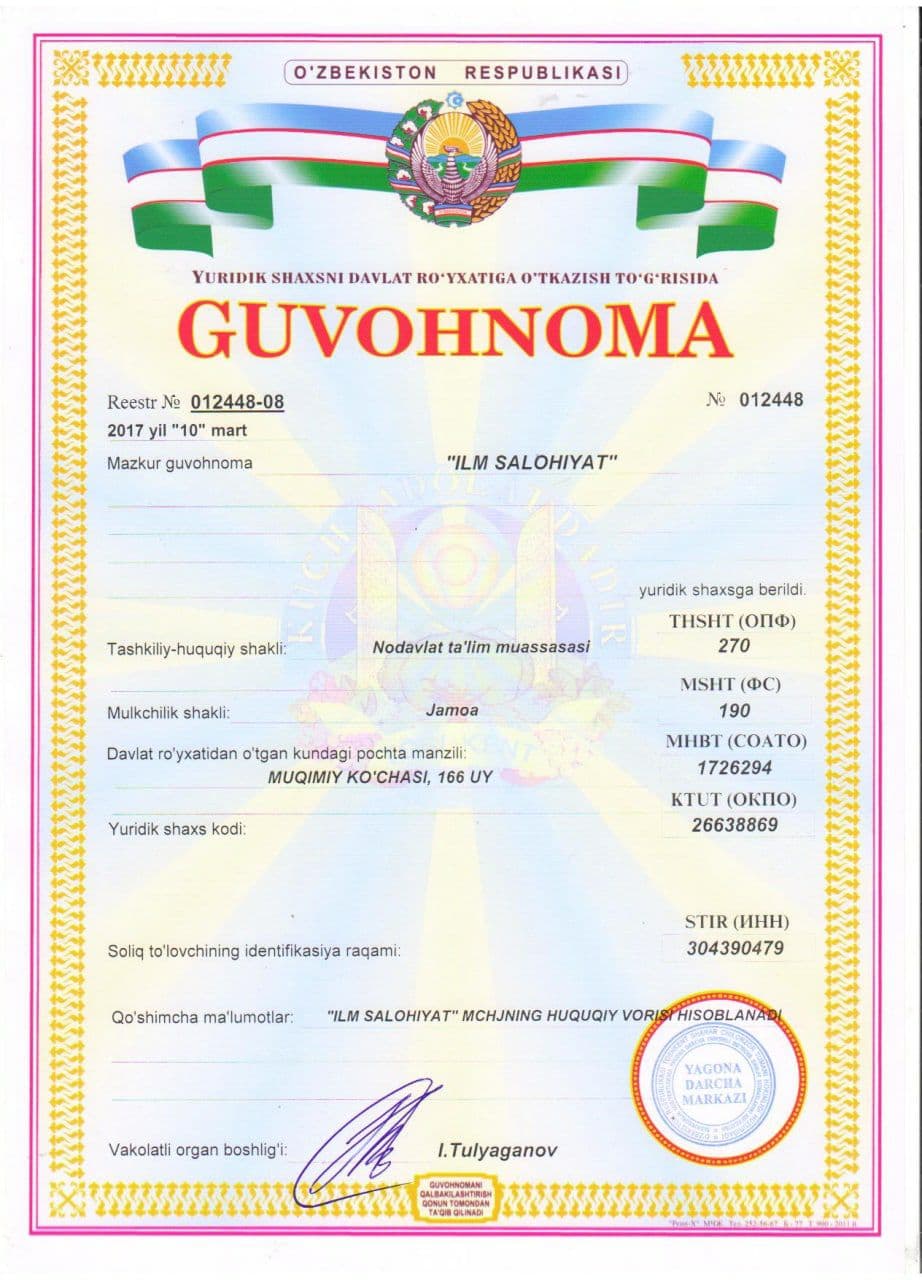 O'ZBEKISTON RESPUBLIKASI
YURIDIK SHAXSNI DAVLAT RO‘YXATIGA O'TKAZISH TO‘G‘RISIDA
GUVOHNOMA
Reestr № 012448-08 № 012448
2017 yil "10" mart
Mazkur guvohnoma "ILM SALOHIYAT"
yuridik shaxsga berildi.
THSHT (ОПФ)
Tashkiliy-huquqiy shakli: Nodavlat ta'lim muassasasi 270
MSHT (ФС)
Mulkchilik shakli: Jamoa 190
MHBT (СОАТО)
Davlat ro'yxatidan o'tgan kundagi pochta manzili:
MUQIMIY KO'CHASI, 166 UY 1726294
KTUT (ОКПО)
Yuridik shaxs kodi: 26638869
STIR (ИНН)
Soliq to'lovchining identifikasiya raqami: 304390479
Qo'shimcha ma'lumotlar: "ILM SALOHIYAT" MCHJNING HUQUQIY VORISI HISOBLANADI
YAGONA
DARCHA
MARKAZI
Vakolatli organ boshlig'i: I.Tulyaganov
GUVOHNOMANI
QALBAKILASHTIRISH
QONUN TOMONDAN
TA'QIB QILINADI